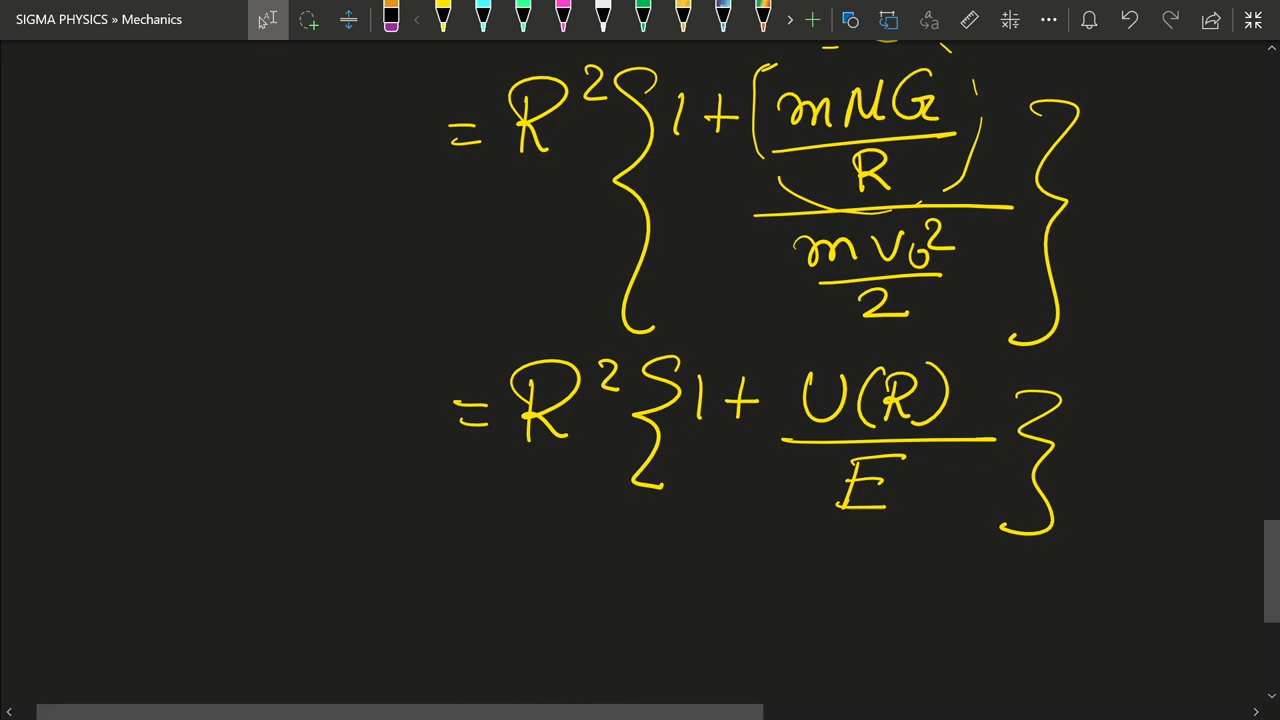 SIGMA PHYSICS » Mechanics
= R² { 1 + (mMG / R) / (mv₀² / 2) }
= R² { 1 + U(R) / E }